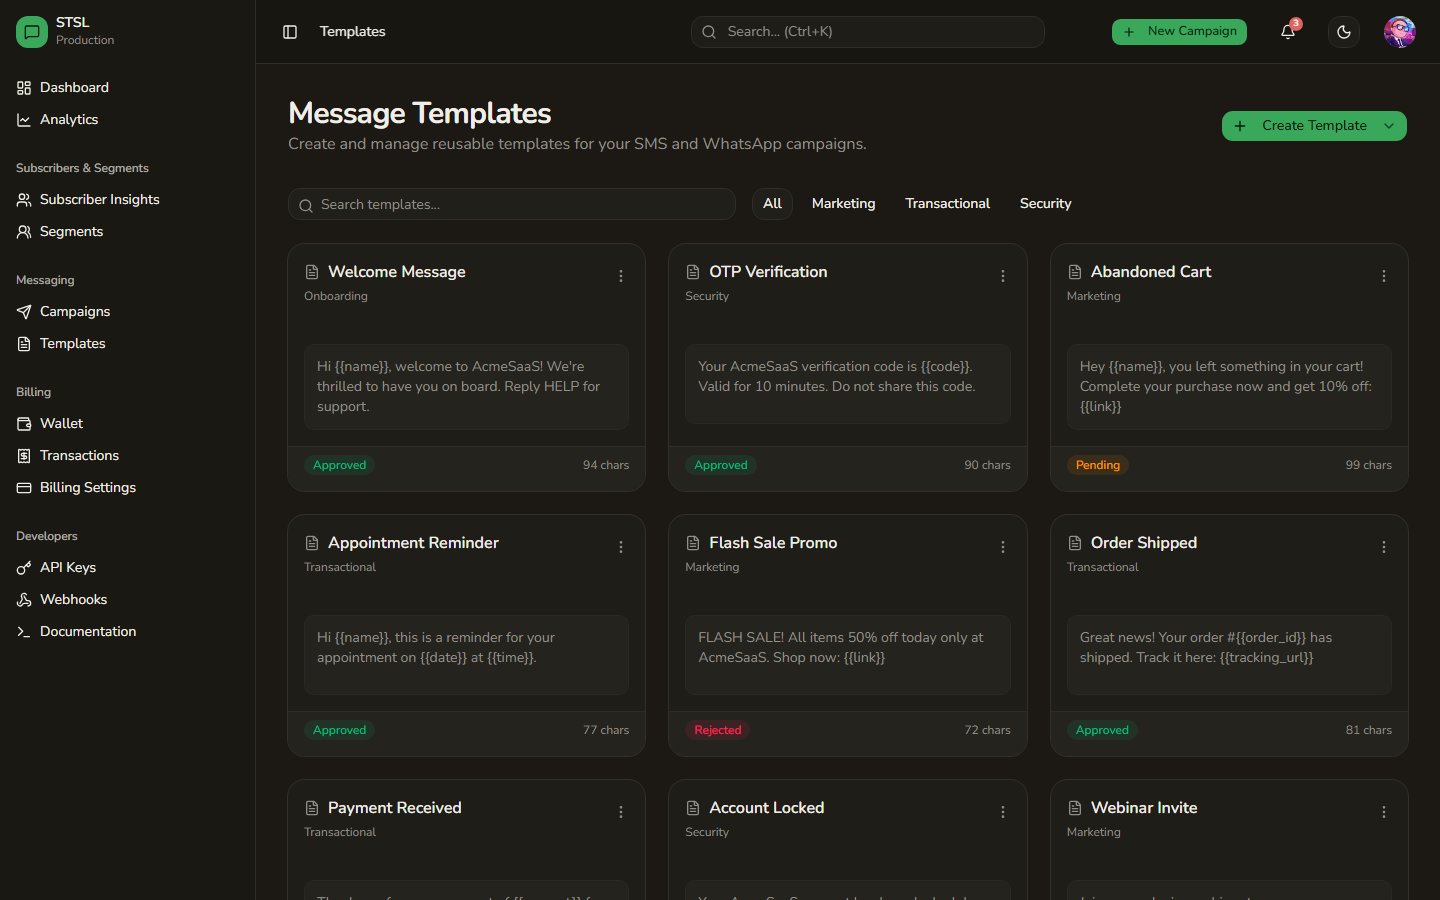 STSL
Production
Dashboard
Analytics
Subscribers & Segments
Subscriber Insights
Segments
Messaging
Campaigns
Templates
Billing
Wallet
Transactions
Billing Settings
Developers
API Keys
Webhooks
Documentation
Templates
Search... (Ctrl+K)
New Campaign
3
Message Templates
Create and manage reusable templates for your SMS and WhatsApp campaigns.
Create Template
Search templates...
All
Marketing
Transactional
Security
Welcome Message
Onboarding
Hi {{name}}, welcome to AcmeSaaS! We're
thrilled to have you on board. Reply HELP for
support.
Approved
94 chars
OTP Verification
Security
Your AcmeSaaS verification code is {{code}}.
Valid for 10 minutes. Do not share this code.
Approved
90 chars
Abandoned Cart
Marketing
Hey {{name}}, you left something in your cart!
Complete your purchase now and get 10% off:
{{link}}
Pending
99 chars
Appointment Reminder
Transactional
Hi {{name}}, this is a reminder for your
appointment on {{date}} at {{time}}.
Approved
77 chars
Flash Sale Promo
Marketing
FLASH SALE! All items 50% off today only at
AcmeSaaS. Shop now: {{link}}
Rejected
72 chars
Order Shipped
Transactional
Great news! Your order #{{order_id}} has
shipped. Track it here: {{tracking_url}}
Approved
81 chars
Payment Received
Transactional
Account Locked
Security
Webinar Invite
Marketing